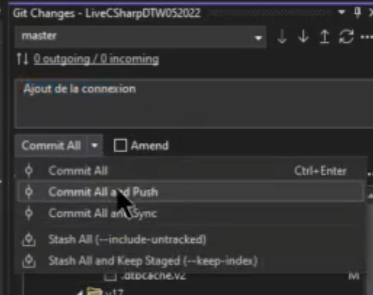 Git Changes - LiveCSharpDTW052022
master
0 outgoing / 0 incoming
Ajout de la connexion
Commit All
Amend
Commit All Ctrl+Enter
Commit All and Push
Commit All and Sync
Stash All (--include-untracked)
Stash All and Keep Staged (--keep-index)
.dtbcache.v2 M
v17